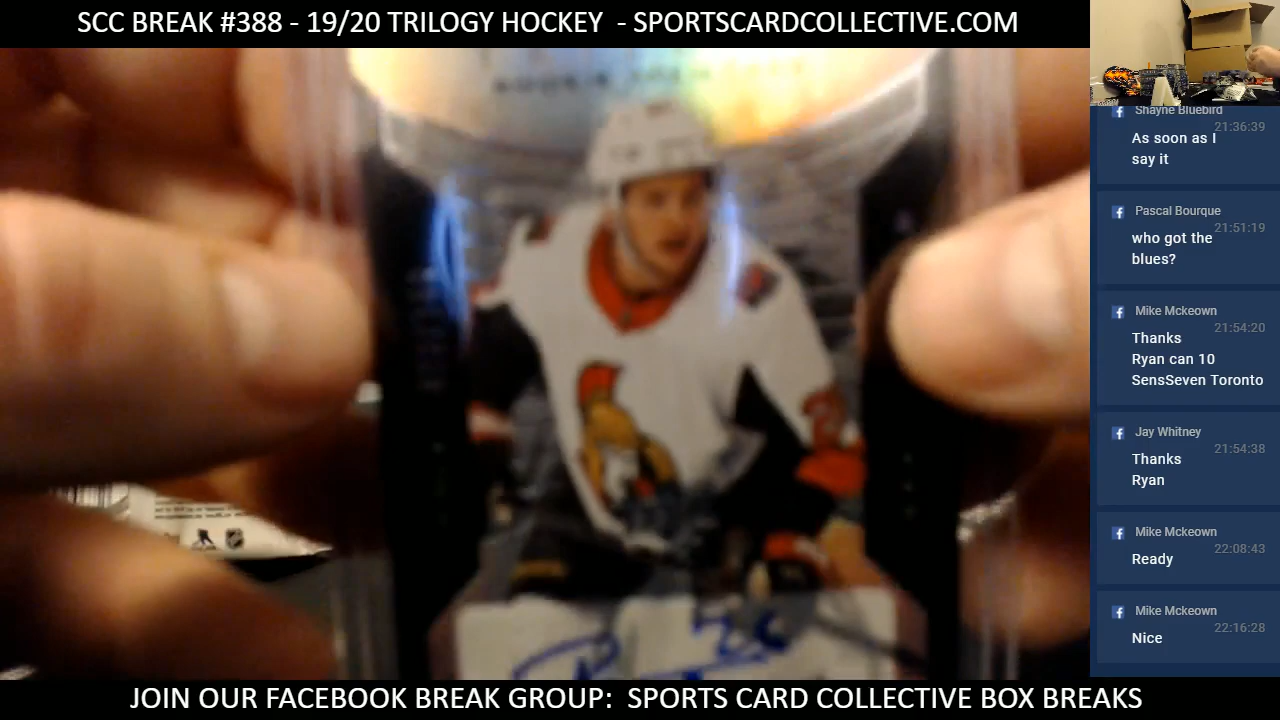 SCC BREAK #388 - 19/20 TRILOGY HOCKEY - SPORTSCARDCOLLECTIVE.COM
Shayne Bluebird
21:36:39
As soon as I
say it
Pascal Bourque
21:51:19
who got the
blues?
Mike Mckeown
21:54:20
Thanks
Ryan can 10
SensSeven Toronto
Jay Whitney
21:54:38
Thanks
Ryan
Mike Mckeown
22:08:43
Ready
Mike Mckeown
22:16:28
Nice
JOIN OUR FACEBOOK BREAK GROUP: SPORTS CARD COLLECTIVE BOX BREAKS